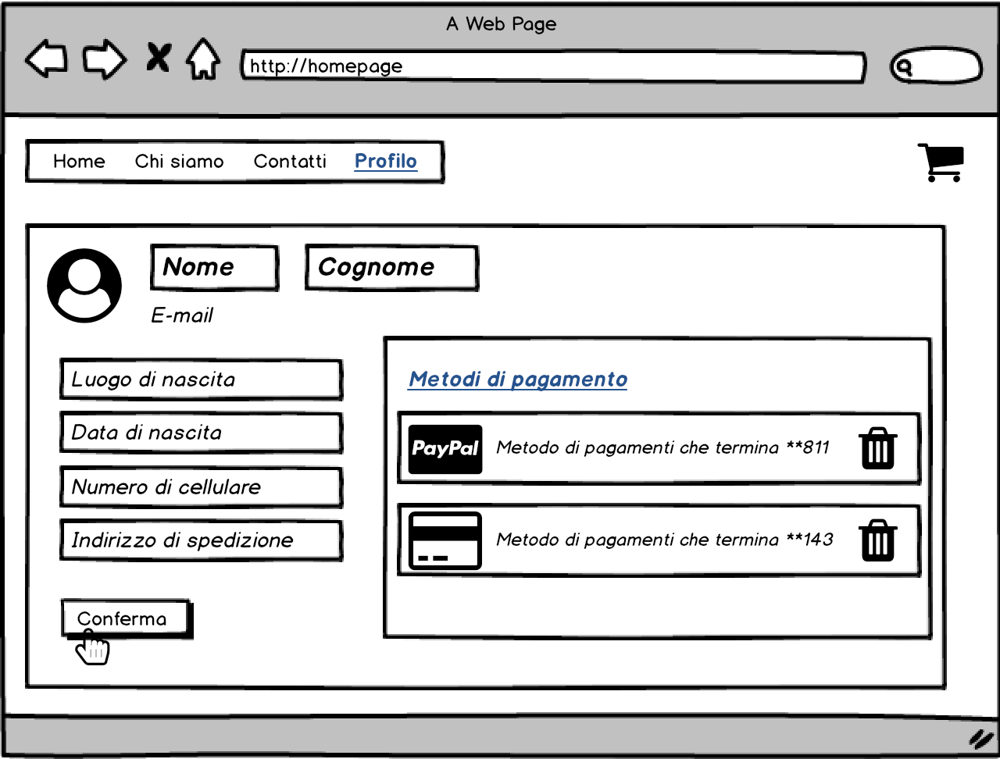 A Web Page
http://homepage
Home Chi siamo Contatti Profilo
Nome Cognome
E-mail
Luogo di nascita
Data di nascita
Numero di cellulare
Indirizzo di spedizione
Conferma
Metodi di pagamento
PayPal Metodo di pagamenti che termina **811
Metodo di pagamenti che termina **143